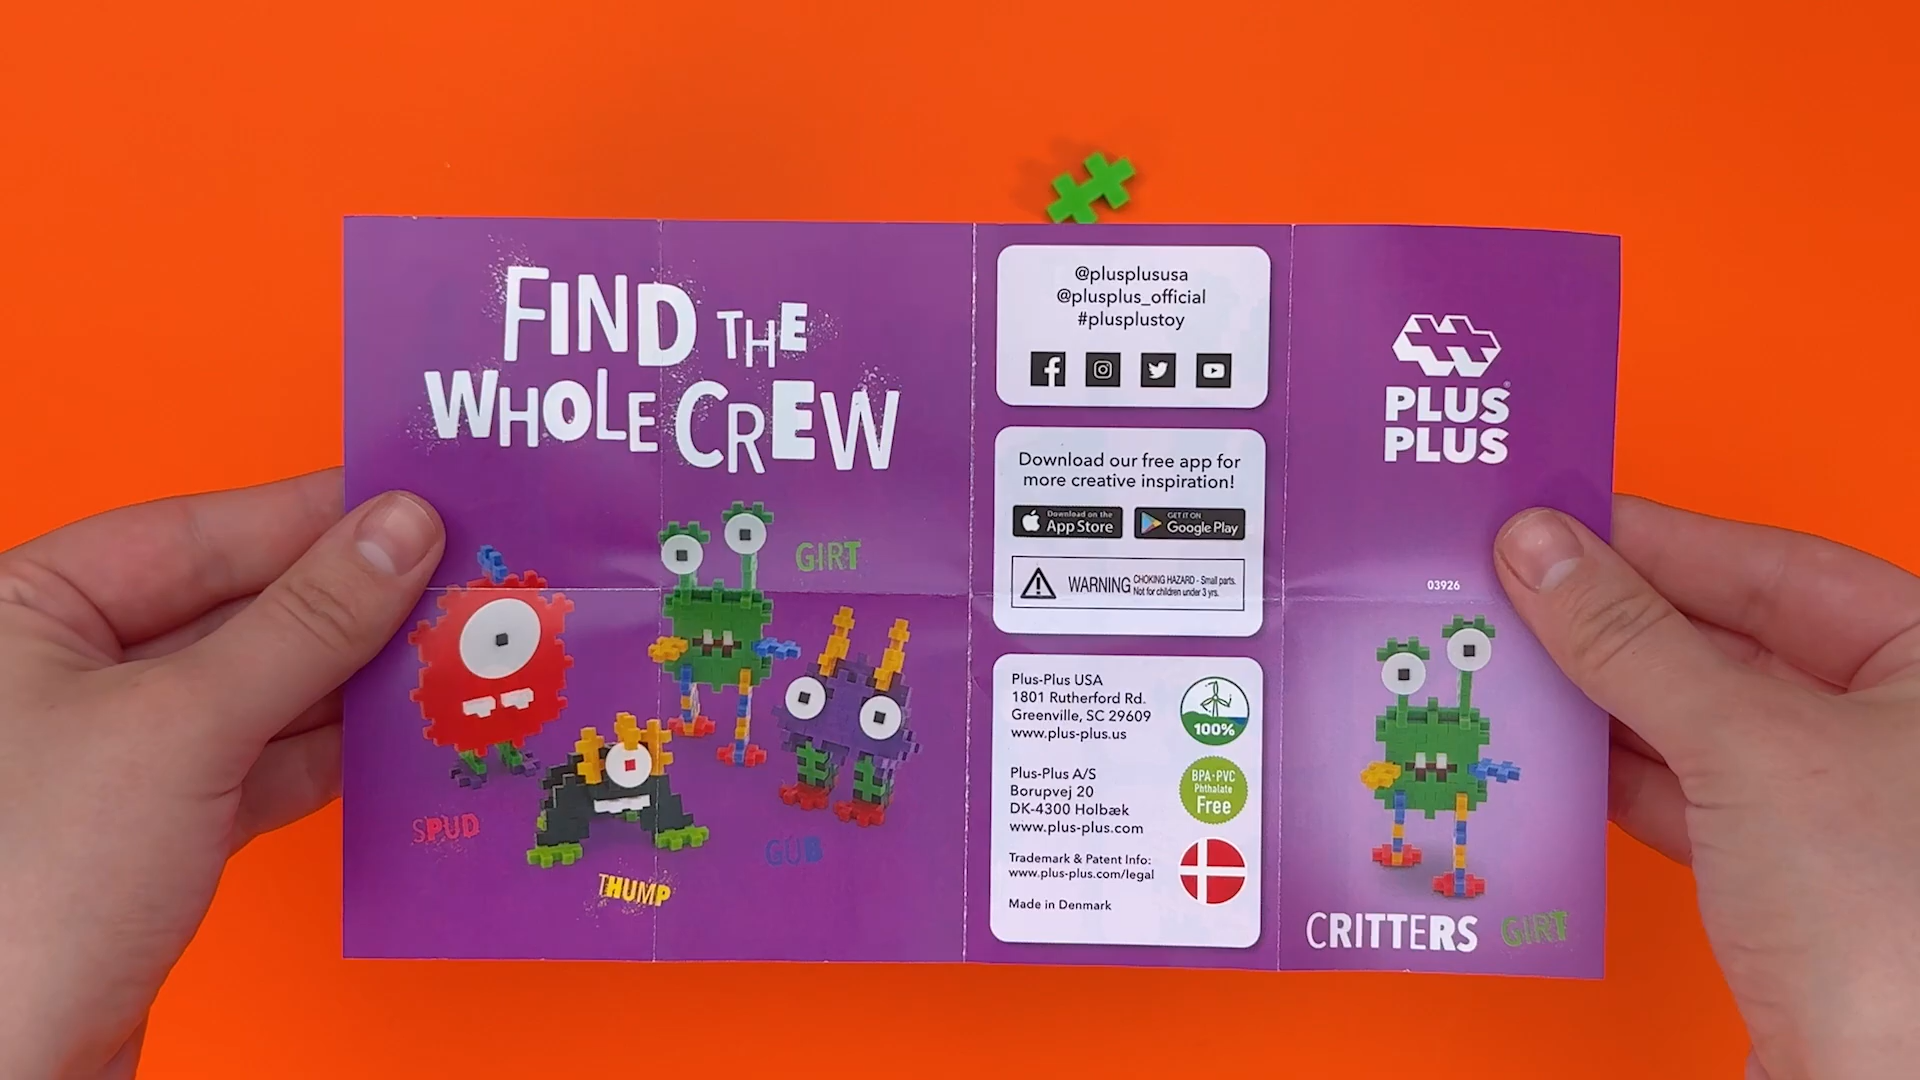 FIND THE
WHOLE CREW
GIRT
SPUD
THUMP
GUB
@plusplususa
@plusplus_official
#plusplustoy
Download our free app for
more creative inspiration!
Download on the
App Store
GET IT ON
Google Play
WARNING CHOKING HAZARD - Small parts.
Not for children under 3 yrs.
Plus-Plus USA
1801 Rutherford Rd.
Greenville, SC 29609
www.plus-plus.us
100%
Plus-Plus A/S
Borupvej 20
DK-4300 Holbæk
www.plus-plus.com
BPA-PVC
Phthalate
Free
Trademark & Patent Info:
www.plus-plus.com/legal
Made in Denmark
PLUS®
PLUS
03926
CRITTERS GIRT